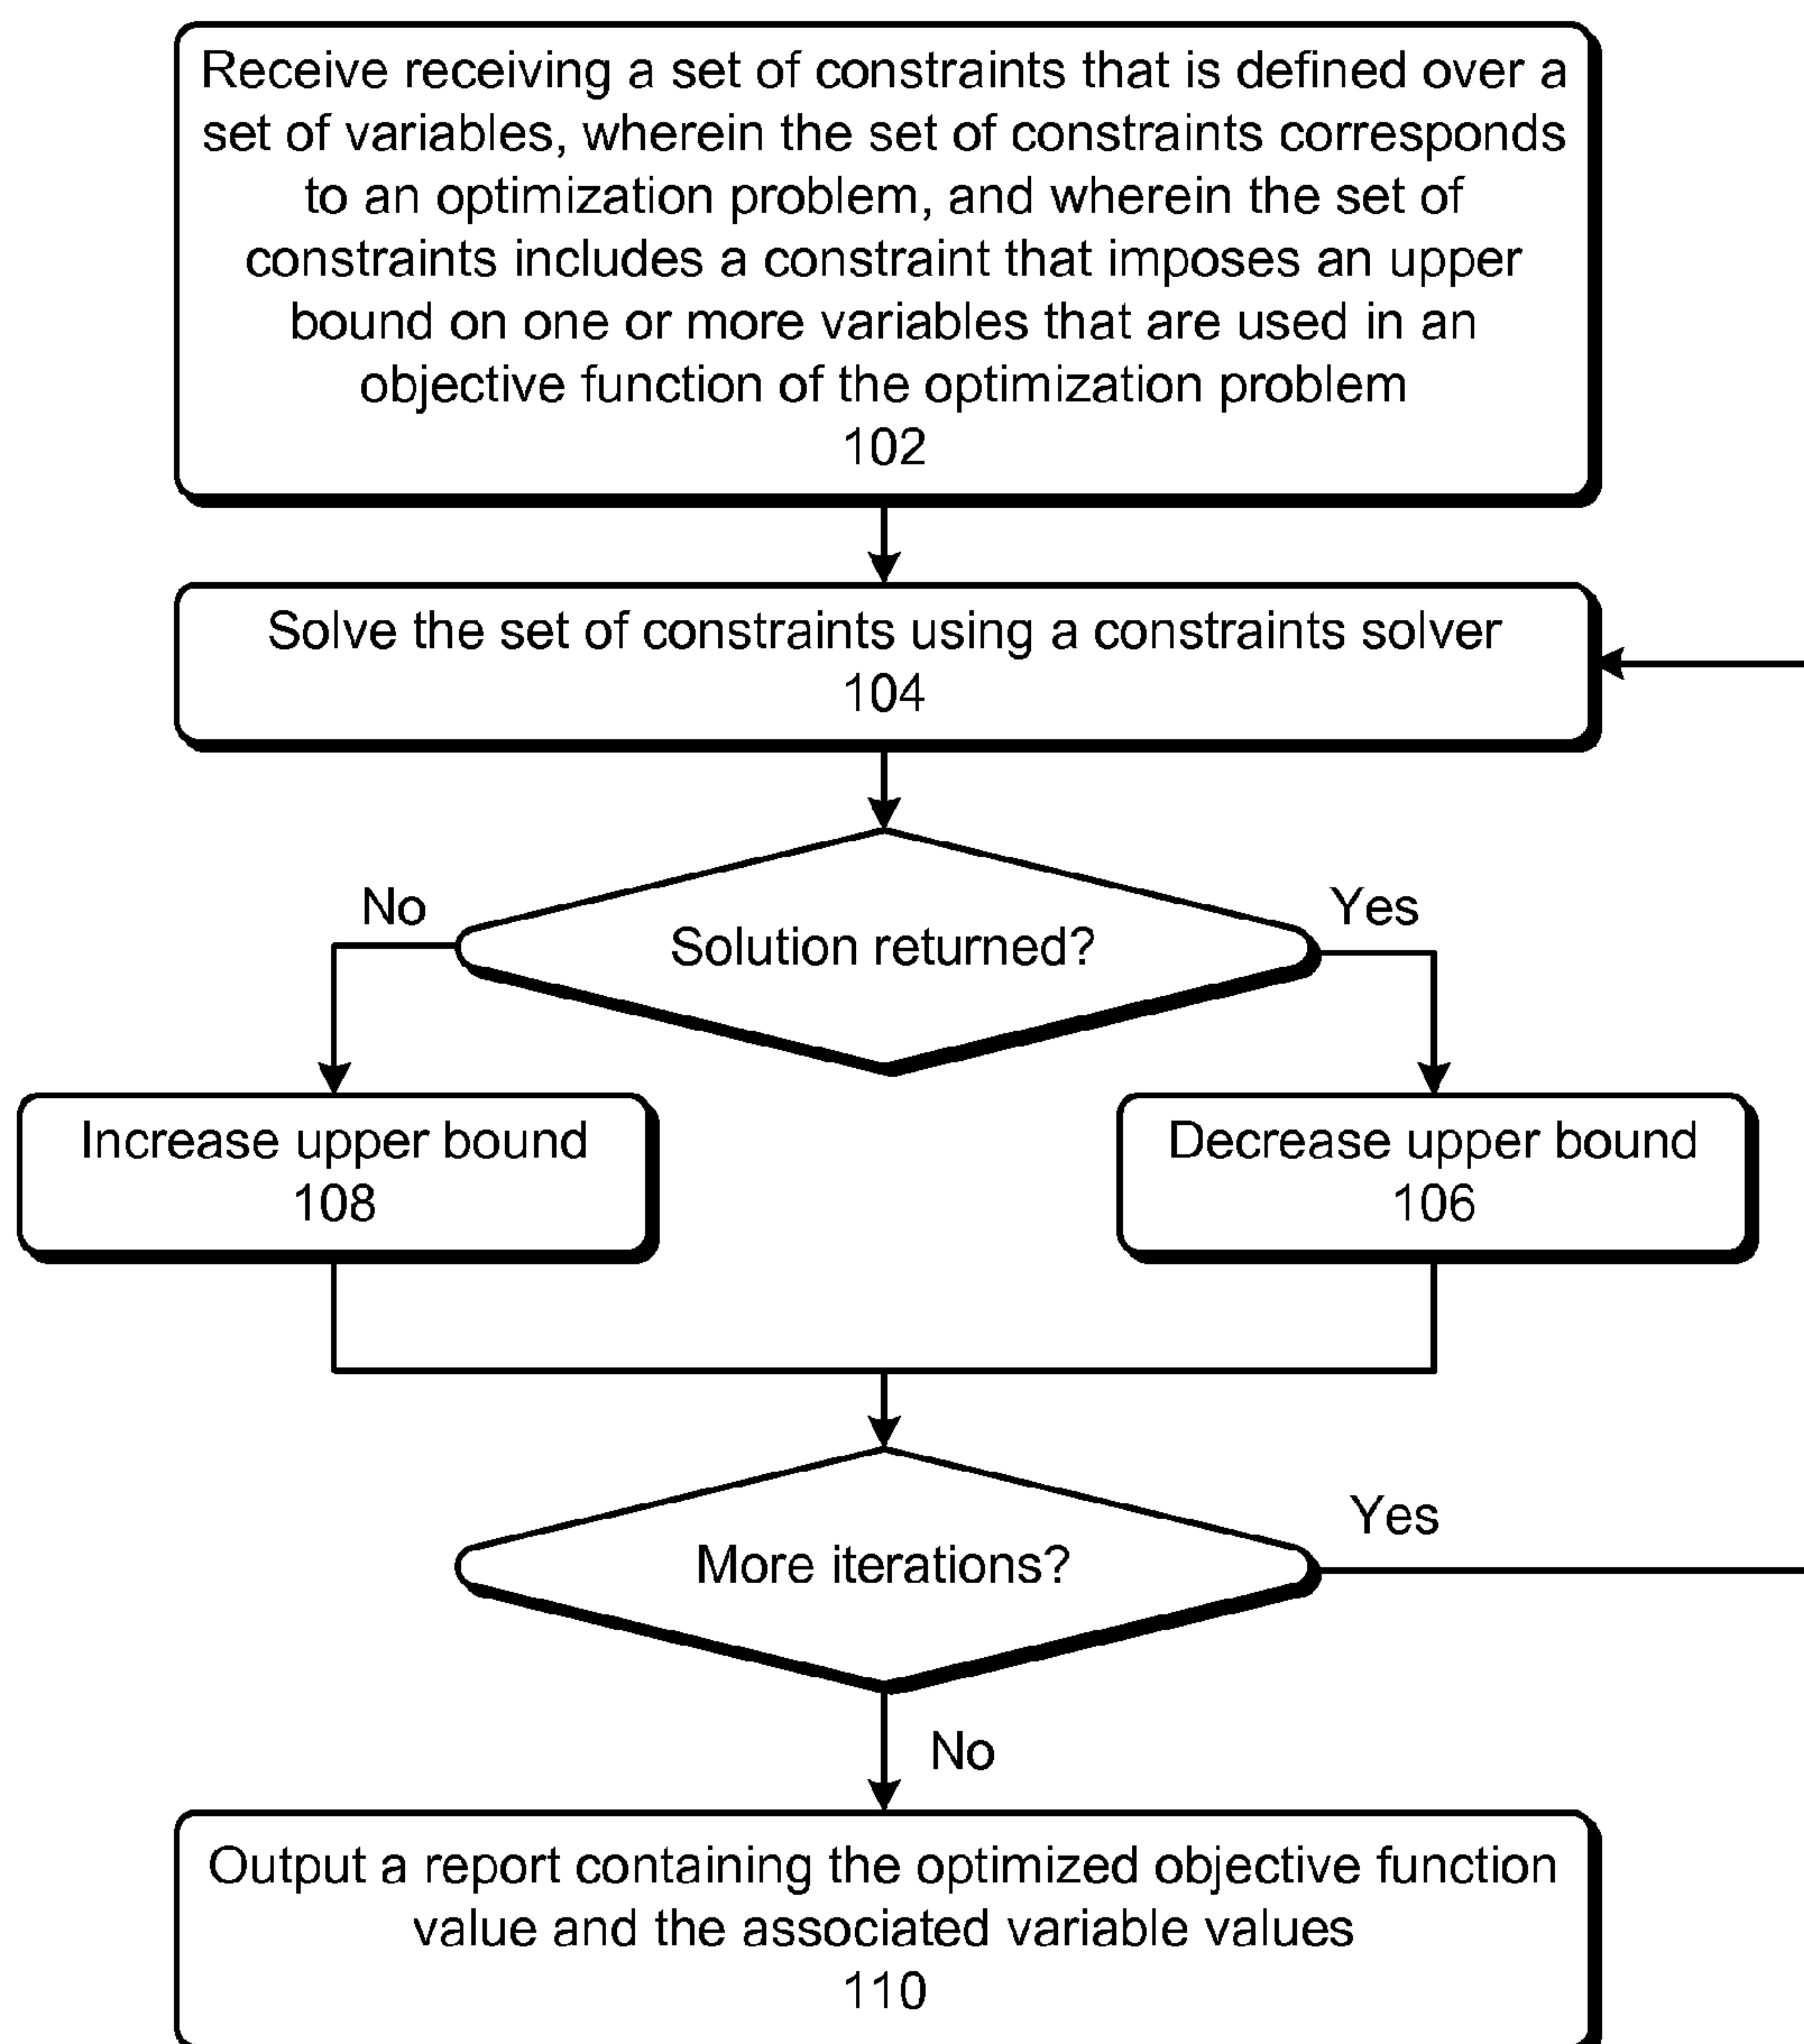 Receive receiving a set of constraints that is defined over a
set of variables, wherein the set of constraints corresponds
to an optimization problem, and wherein the set of
constraints includes a constraint that imposes an upper
bound on one or more variables that are used in an
objective function of the optimization problem
102
Solve the set of constraints using a constraints solver
104
No
Yes
Solution returned?
Increase upper bound
108
Decrease upper bound
106
Yes
More iterations?
No
Output a report containing the optimized objective function
value and the associated variable values
110